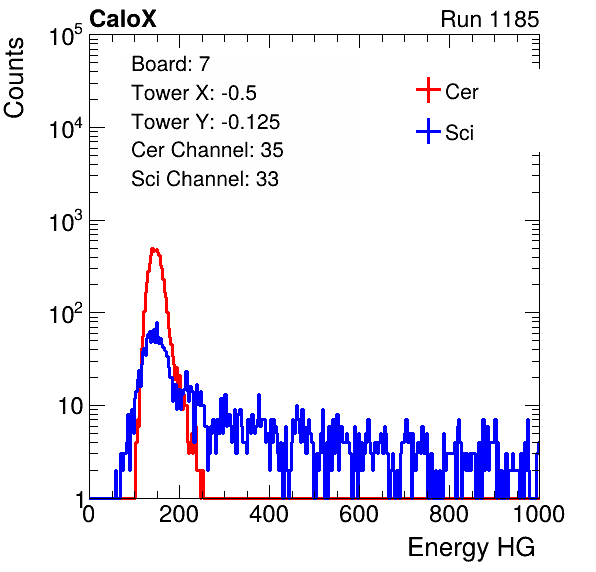 CaloX Run 1185
Counts
10^5
10^4
10^3
10^2
10
1
Board: 7
Tower X: -0.5
Tower Y: -0.125
Cer Channel: 35
Sci Channel: 33
Cer
Sci
0 200 400 600 800 1000
Energy HG